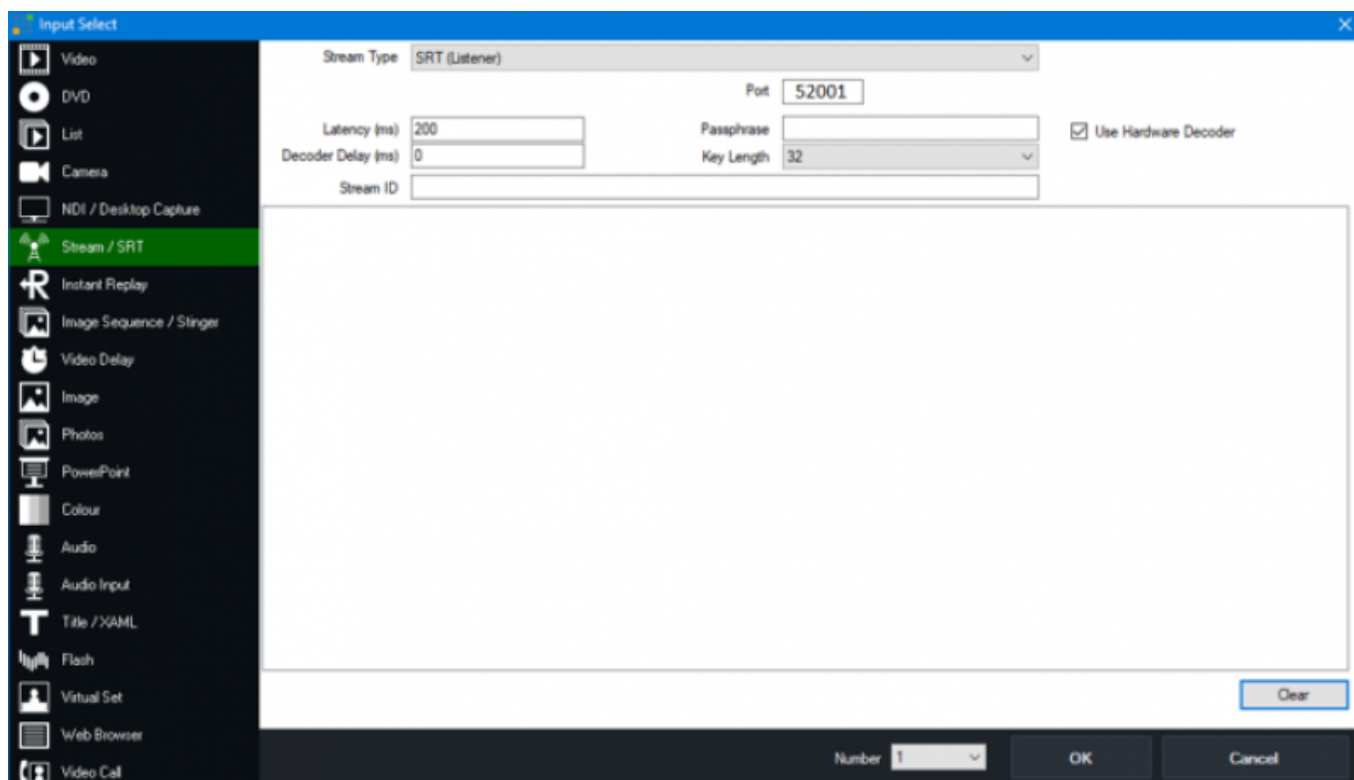 Input Select
Video
DVD
List
Camera
NDI / Desktop Capture
Stream / SRT
Instant Replay
Image Sequence / Stinger
Video Delay
Image
Photos
PowerPoint
Colour
Audio
Audio Input
Title / XAML
Flash
Virtual Set
Web Browser
Video Call
Stream Type SRT (Listener)
Port 52001
Latency (ms) 200 Passphrase Use Hardware Decoder
Decoder Delay (ms) 0 Key Length 32
Stream ID
Clear
Number 1 OK Cancel